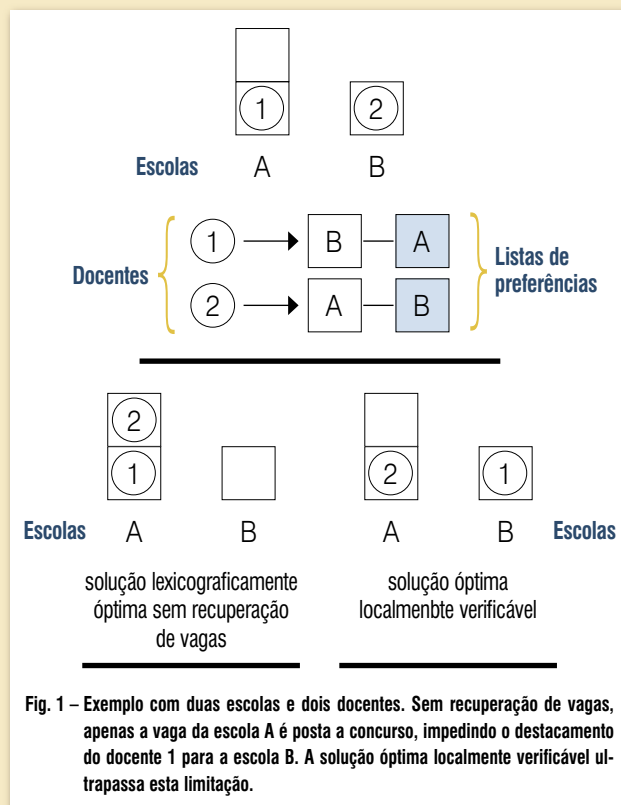 1 2
Escolas A B
Docentes 1 B A Listas de
2 A B preferências
2
1 2 1
Escolas A B A B Escolas
solução lexicograficamente
óptima sem recuperação
de vagas
solução óptima
localmenbte verificável
Fig. 1 – Exemplo com duas escolas e dois docentes. Sem recuperação de vagas,
apenas a vaga da escola A é posta a concurso, impedindo o destacamento
do docente 1 para a escola B. A solução óptima localmente verificável ul-
trapassa esta limitação.